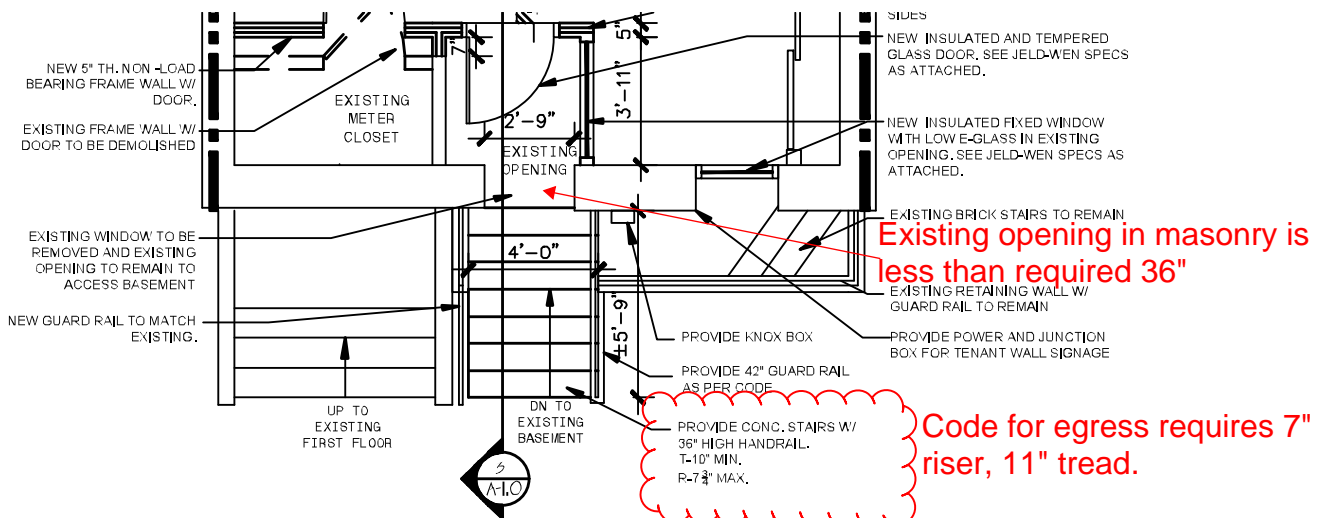 SIDES
NEW INSULATED AND TEMPERED
GLASS DOOR. SEE JELD-WEN SPECS
AS ATTACHED.
NEW 5" TH. NON-LOAD
BEARING FRAME WALL W/
DOOR.
EXISTING FRAME WALL W/
DOOR TO BE DEMOLISHED
EXISTING
METER
CLOSET
7"
5"
3'-11"
2'-9"
EXISTING
OPENING
NEW INSULATED FIXED WINDOW
WITH LOW E-GLASS IN EXISTING
OPENING. SEE JELD-WEN SPECS AS
ATTACHED.
EXISTING BRICK STAIRS TO REMAIN
Existing opening in masonry is
less than required 36"
EXISTING WINDOW TO BE
REMOVED AND EXISTING
OPENING TO REMAIN TO
ACCESS BASEMENT
4'-0"
EXISTING RETAINING WALL W/
GUARD RAIL TO REMAIN
NEW GUARD RAIL TO MATCH
EXISTING.
±5'-9"
PROVIDE KNOX BOX
PROVIDE POWER AND JUNCTION
BOX FOR TENANT WALL SIGNAGE
PROVIDE 42" GUARD RAIL
AS PER CODE
UP TO
EXISTING
FIRST FLOOR
DN TO
EXISTING
BASEMENT
PROVIDE CONC. STAIRS W/
36" HIGH HANDRAIL.
T-10" MIN.
R-7 3/4" MAX.
Code for egress requires 7"
riser, 11" tread.
A-1.0